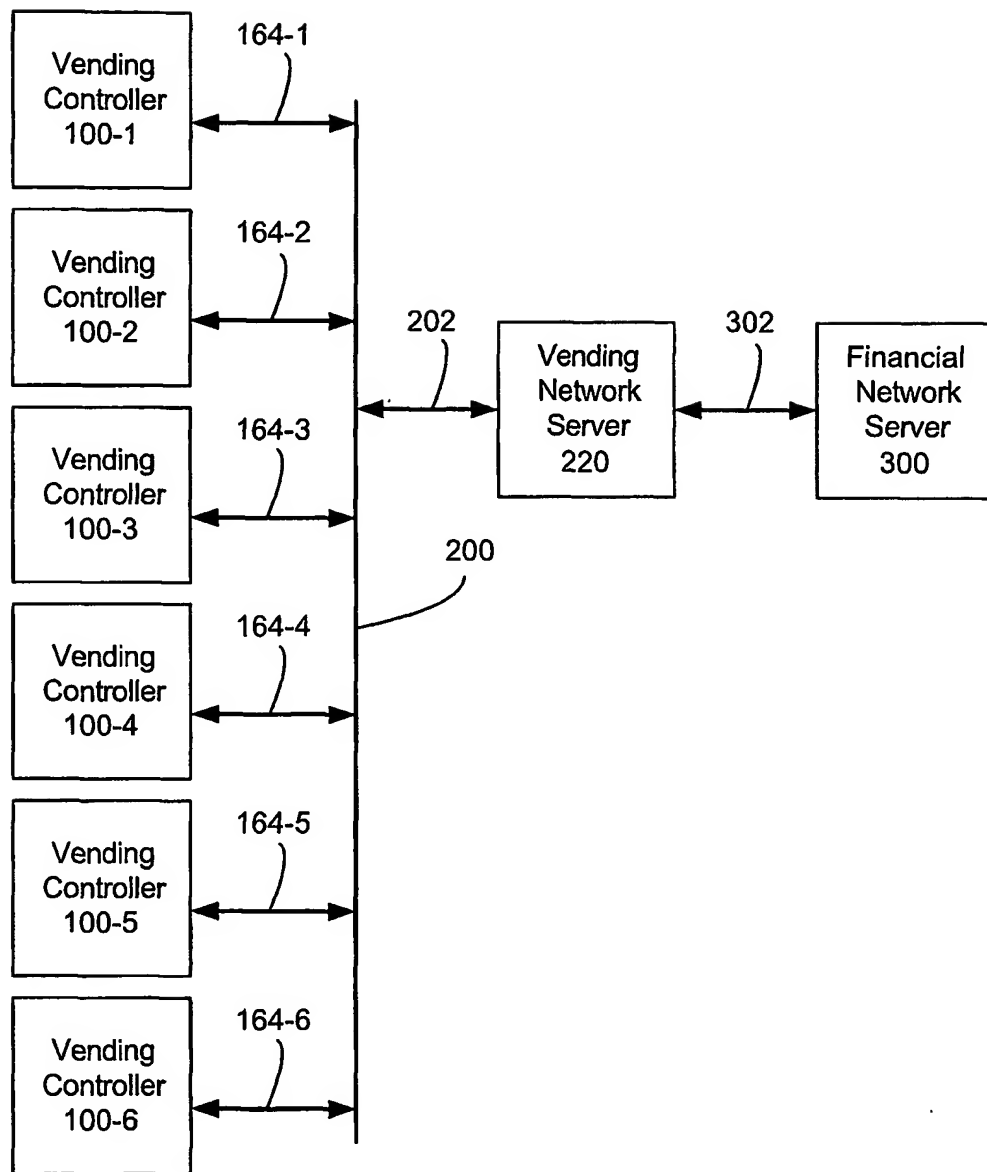 164-1
Vending
Controller
100-1
164-2
Vending
Controller
100-2
202
302
Vending
Network
Server
220
Financial
Network
Server
300
164-3
Vending
Controller
100-3
200
164-4
Vending
Controller
100-4
164-5
Vending
Controller
100-5
164-6
Vending
Controller
100-6